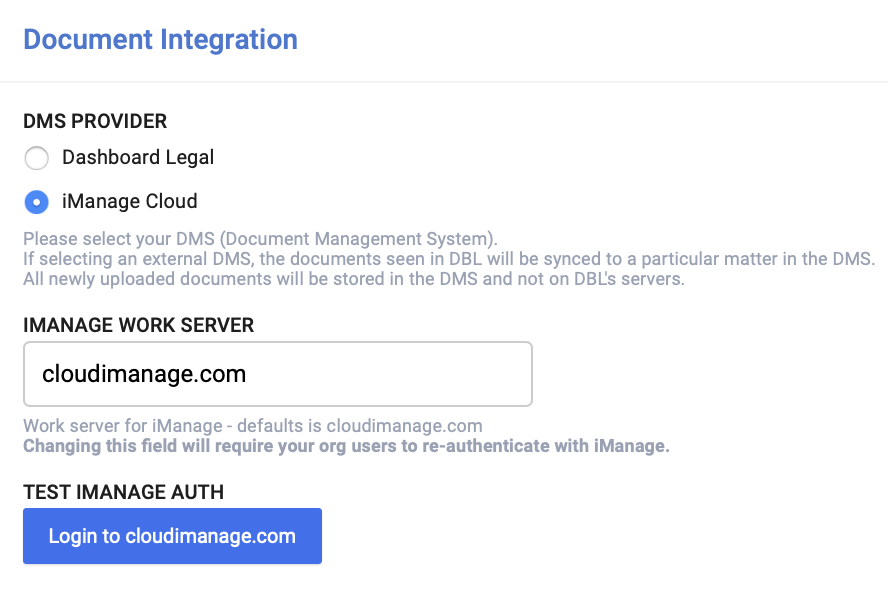 Document Integration
DMS PROVIDER
Dashboard Legal
iManage Cloud
Please select your DMS (Document Management System).
If selecting an external DMS, the documents seen in DBL will be synced to a particular matter in the DMS.
All newly uploaded documents will be stored in the DMS and not on DBL's servers.
IMANAGE WORK SERVER
cloudimanage.com
Work server for iManage - defaults is cloudimanage.com
Changing this field will require your org users to re-authenticate with iManage.
TEST IMANAGE AUTH
Login to cloudimanage.com